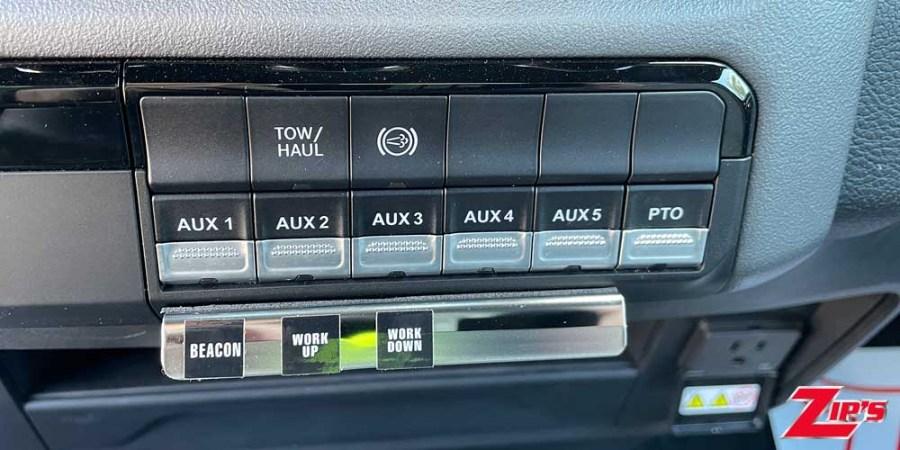 TOW/
HAUL
AUX 1 AUX 2 AUX 3 AUX 4 AUX 5 PTO
BEACON WORK UP WORK DOWN
ZIP'S